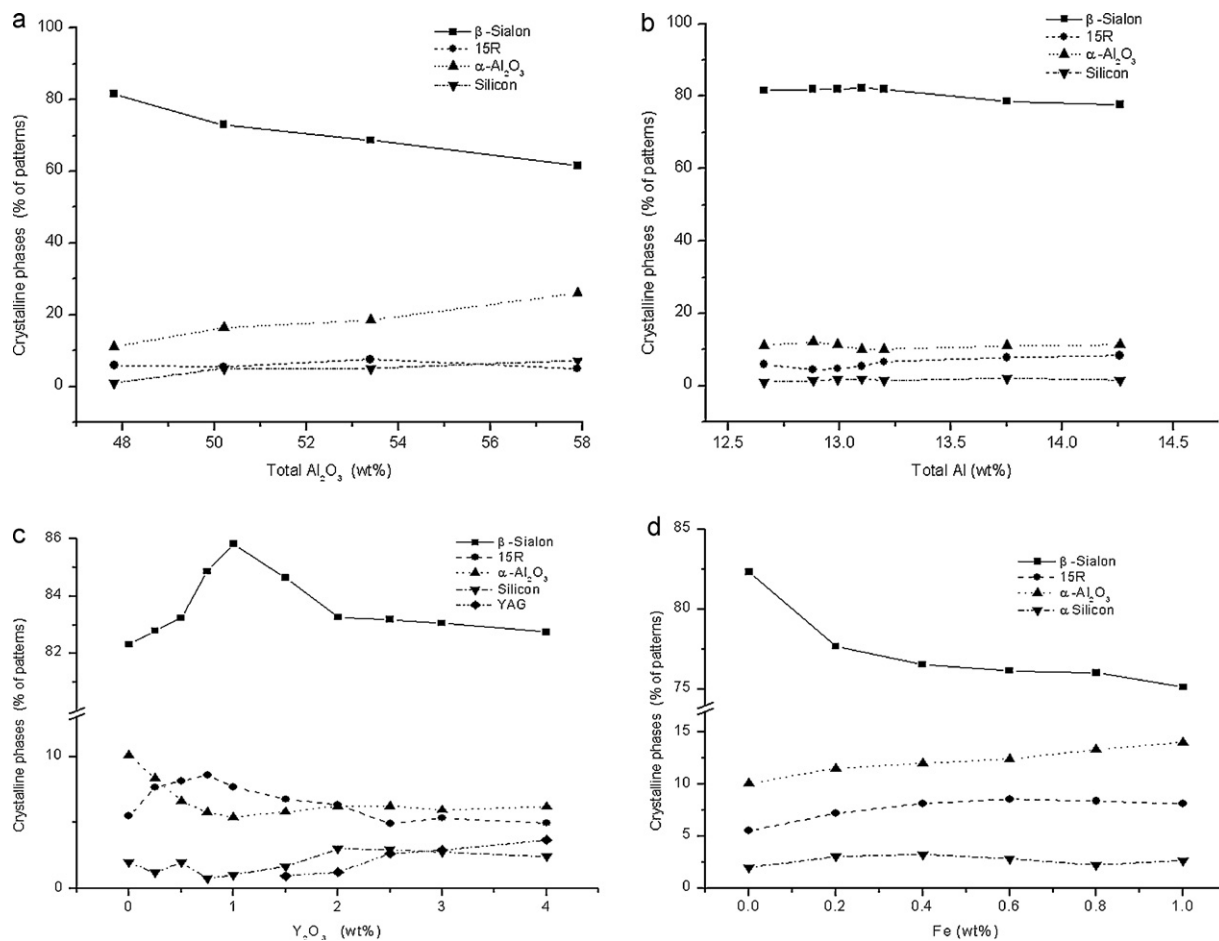 a
β-Sialon
15R
α-Al₂O₃
Silicon
100
80
60
40
20
0
48 50 52 54 56 58
Total Al₂O₃ (wt%)
Crystalline phases (% of patterns)
b
β-Sialon
15R
α-Al₂O₃
Silicon
100
80
60
40
20
0
12.5 13.0 13.5 14.0 14.5
Total Al (wt%)
Crystalline phases (% of patterns)
c
β-Sialon
15R
α-Al₂O₃
Silicon
YAG
86
84
82
10
5
0
0 1 2 3 4
Y₂O₃ (wt%)
Crystalline phases (% of patterns)
d
β-Sialon
15R
α-Al₂O₃
α Silicon
85
80
75
15
10
5
0
0.0 0.2 0.4 0.6 0.8 1.0
Fe (wt%)
Crystalline phases (% of patterns)